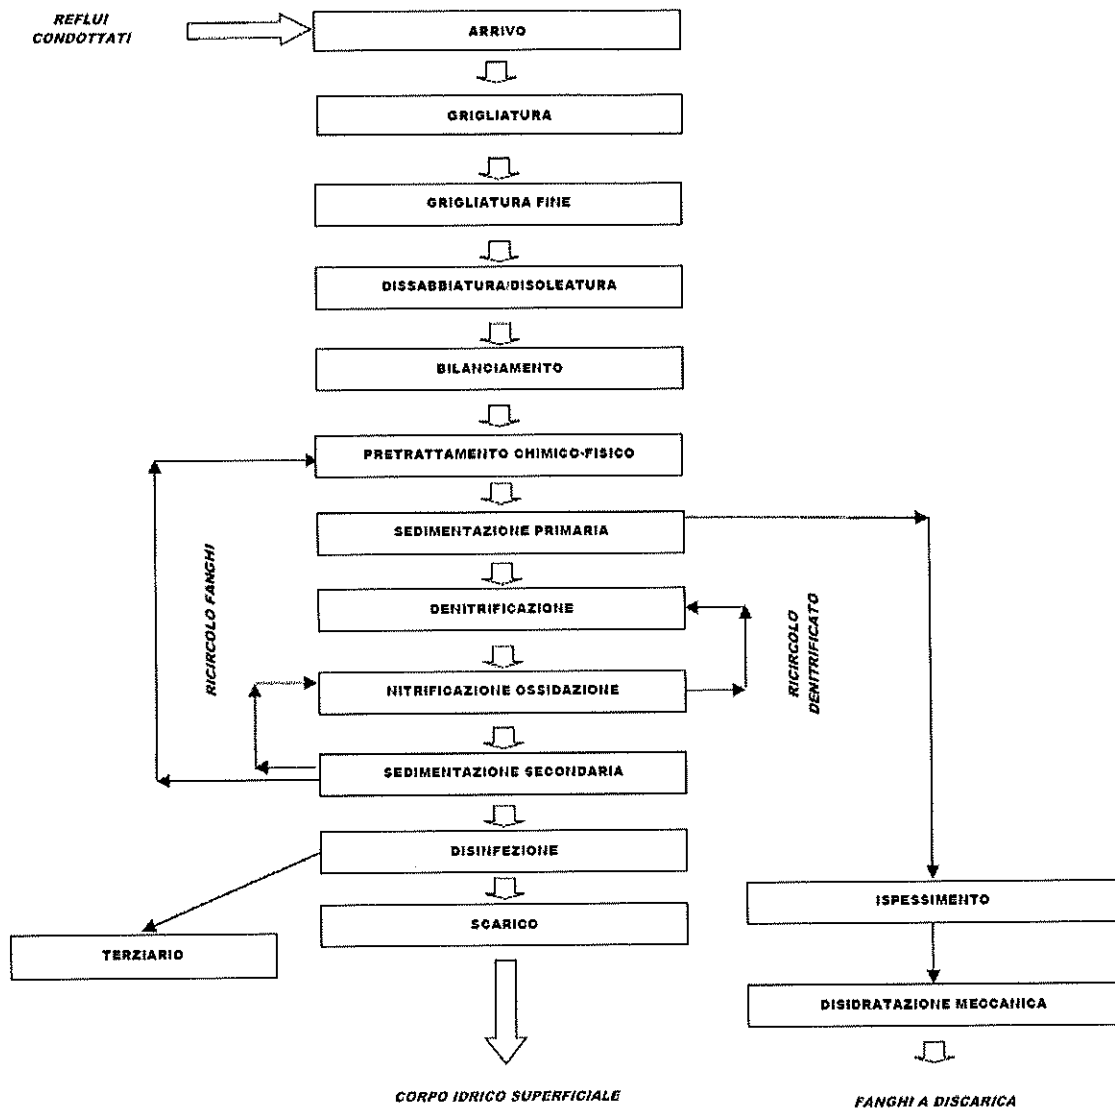 REFLUI
CONDOTTATI
ARRIVO
GRIGLIATURA
GRIGLIATURA FINE
DISSABBIATURA/DISOLEATURA
BILANCIAMENTO
PRETRATTAMENTO CHIMICO-FISICO
SEDIMENTAZIONE PRIMARIA
DENITRIFICAZIONE
RICIRCOLO FANGHI
RICIRCOLO
DENITRIFICATO
NITRIFICAZIONE OSSIDAZIONE
SEDIMENTAZIONE SECONDARIA
DISINFEZIONE
ISPESSIMENTO
SCARICO
TERZIARIO
DISIDRATAZIONE MECCANICA
CORPO IDRICO SUPERFICIALE
FANGHI A DISCARICA